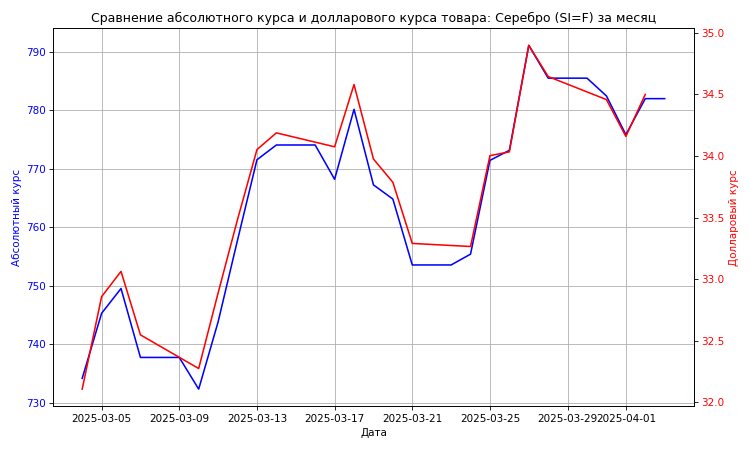 Сравнение абсолютного курса и долларового курса товара: Серебро (SI=F) за месяц
Абсолютный курс
790
780
770
760
750
740
730
35.0
34.5
34.0
33.5
33.0
32.5
32.0
Долларовый курс
2025-03-05 2025-03-09 2025-03-13 2025-03-17 2025-03-21 2025-03-25 2025-03-29 2025-04-01
Дата